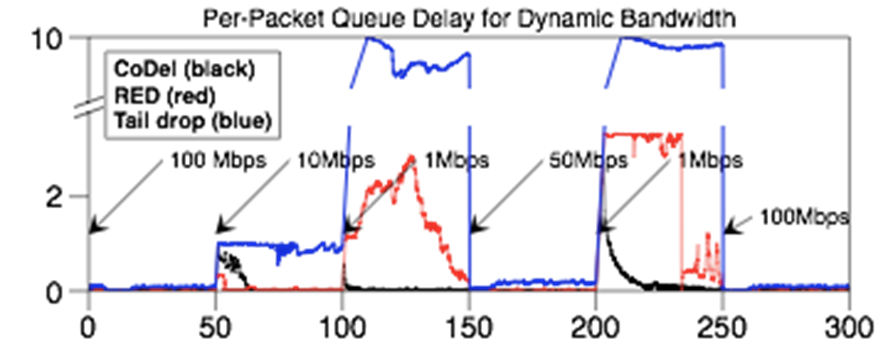 Per-Packet Queue Delay for Dynamic Bandwidth
10
CoDel (black)
RED (red)
Tail drop (blue)
100 Mbps 10Mbps 1Mbps 50Mbps 1Mbps
2
100Mbps
0
0 50 100 150 200 250 300